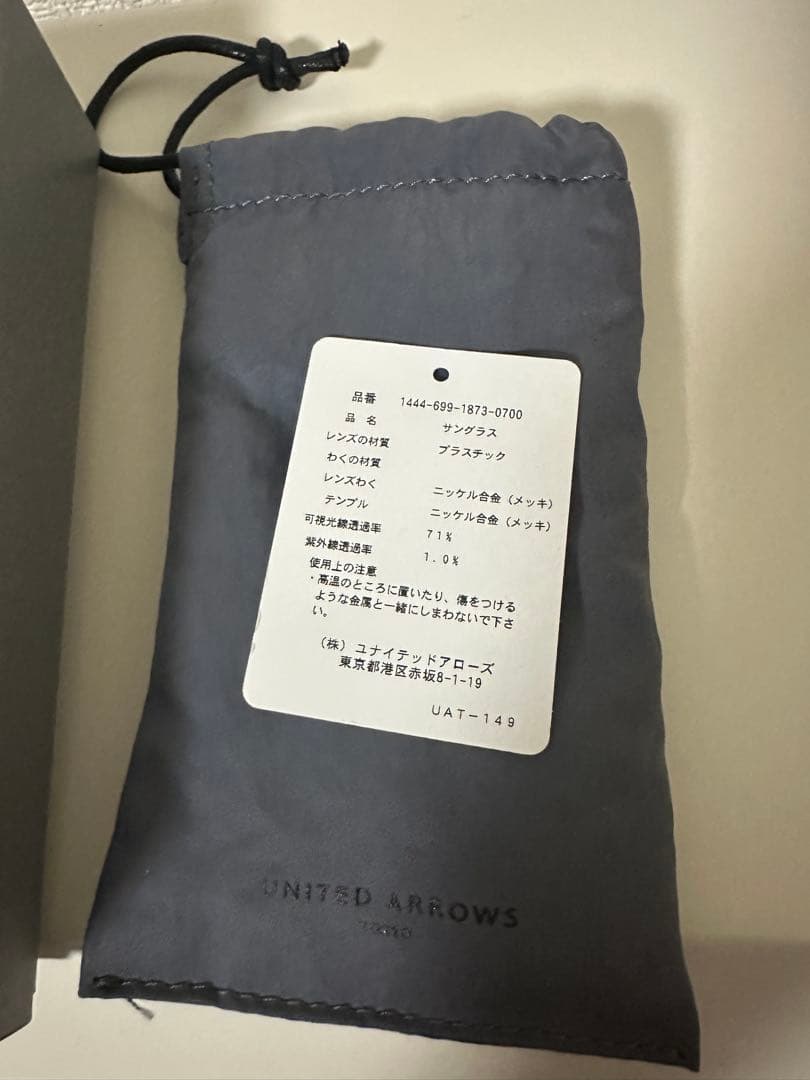 品番 1444-699-1873-0700
品 名 サングラス
レンズの材質 プラスチック
わくの材質
レンズわく ニッケル合金（メッキ）
テンプル ニッケル合金（メッキ）
可視光線透過率 71%
紫外線透過率 1.0%
使用上の注意
・高温のところに置いたり、傷をつける
ような金属と一緒にしまわないで下さ
い。
（株）ユナイテッドアローズ
東京都港区赤坂8-1-19
UAT-149
UNITED ARROWS
TOKYO